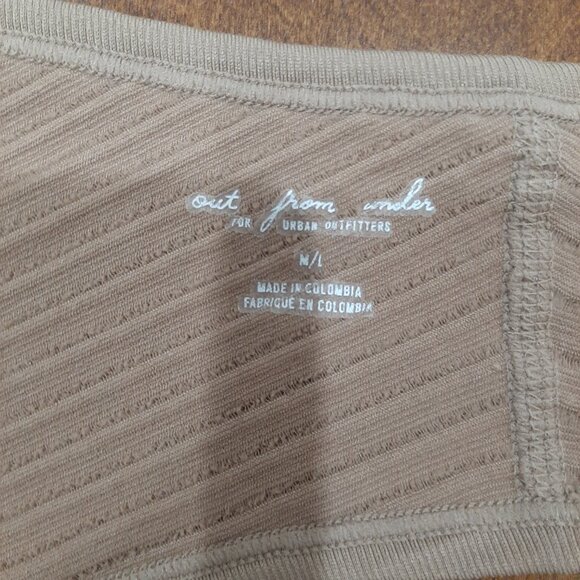 out from under
FOR URBAN OUTFITTERS
M/L
MADE IN COLOMBIA
FABRIQUÉ EN COLOMBIA